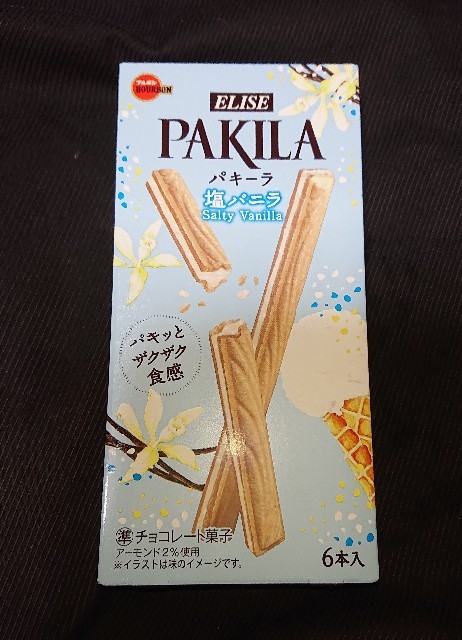 ブルボン
BOURBON
ELISE
PAKILA
パキーラ
塩バニラ
Salty Vanilla
パキッと
ザクザク
食感
準チョコレート菓子
アーモンド2%使用
※イラストは味のイメージです。
6本入